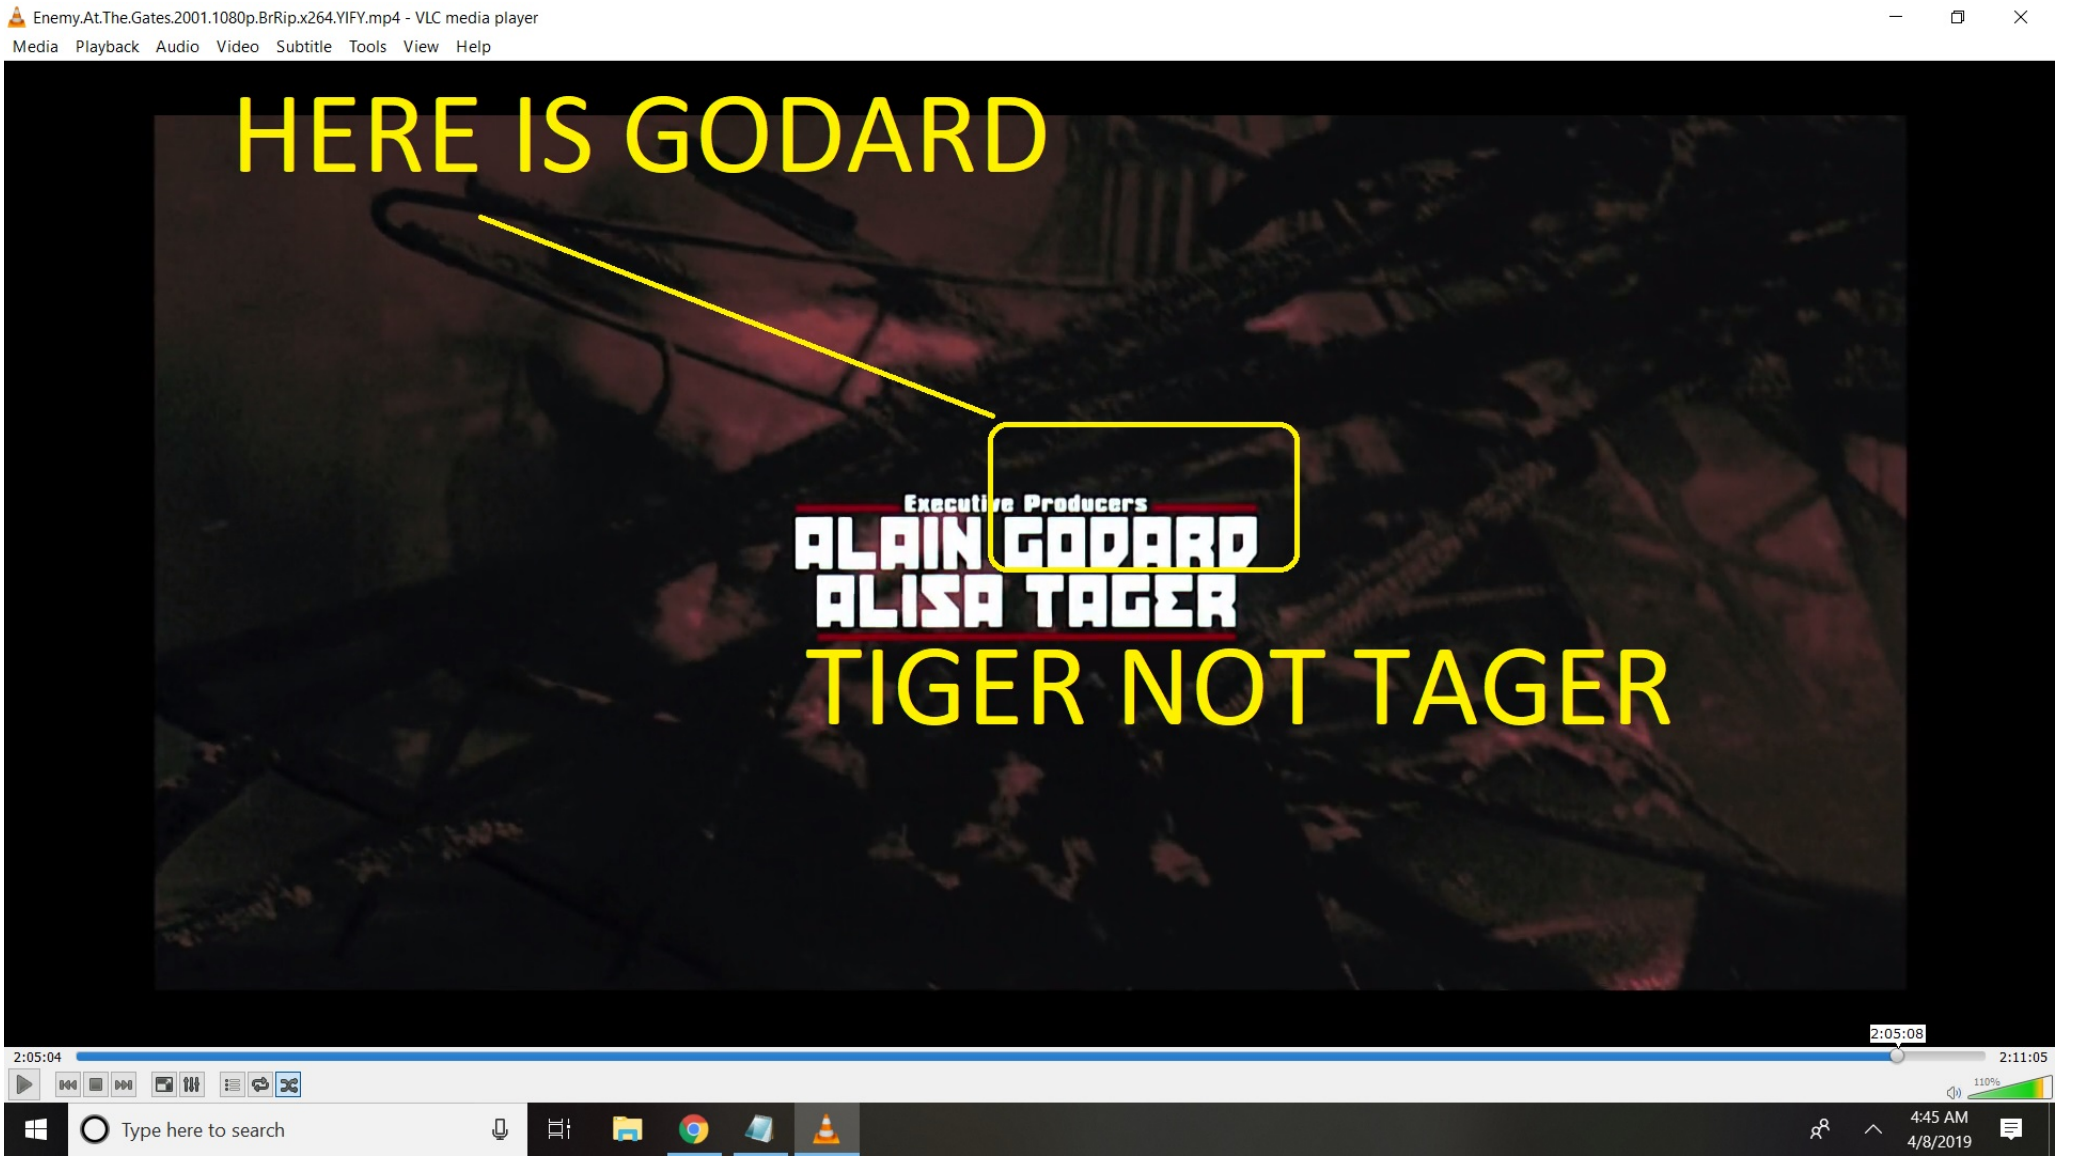 Enemy.At.The.Gates.2001.1080p.BrRip.x264.YIFY.mp4 - VLC media player
Media Playback Audio Video Subtitle Tools View Help
HERE IS GODARD
Executive Producers
ALAIN GODARD
ALISA TAGER
TIGER NOT TAGER
2:05:08
2:05:04 2:11:05
110%
Type here to search
4:45 AM
4/8/2019